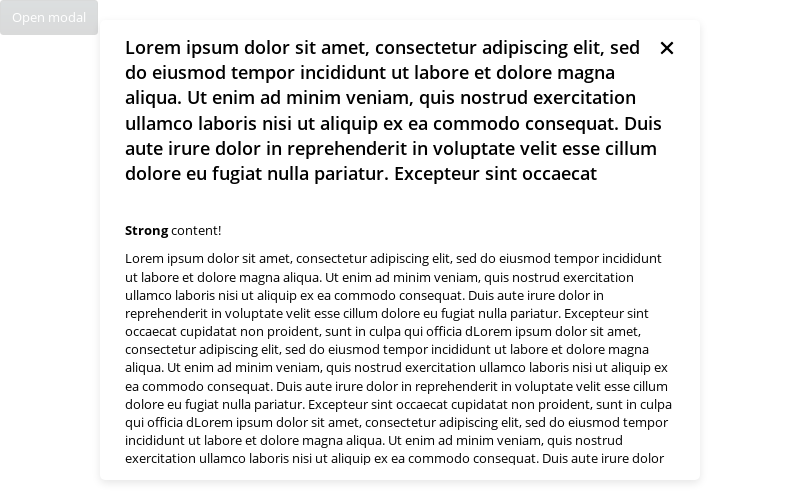 Open modal
Lorem ipsum dolor sit amet, consectetur adipiscing elit, sed
do eiusmod tempor incididunt ut labore et dolore magna
aliqua. Ut enim ad minim veniam, quis nostrud exercitation
ullamco laboris nisi ut aliquip ex ea commodo consequat. Duis
aute irure dolor in reprehenderit in voluptate velit esse cillum
dolore eu fugiat nulla pariatur. Excepteur sint occaecat
Strong content!
Lorem ipsum dolor sit amet, consectetur adipiscing elit, sed do eiusmod tempor incididunt
ut labore et dolore magna aliqua. Ut enim ad minim veniam, quis nostrud exercitation
ullamco laboris nisi ut aliquip ex ea commodo consequat. Duis aute irure dolor in
reprehenderit in voluptate velit esse cillum dolore eu fugiat nulla pariatur. Excepteur sint
occaecat cupidatat non proident, sunt in culpa qui officia dLorem ipsum dolor sit amet,
consectetur adipiscing elit, sed do eiusmod tempor incididunt ut labore et dolore magna
aliqua. Ut enim ad minim veniam, quis nostrud exercitation ullamco laboris nisi ut aliquip ex
ea commodo consequat. Duis aute irure dolor in reprehenderit in voluptate velit esse cillum
dolore eu fugiat nulla pariatur. Excepteur sint occaecat cupidatat non proident, sunt in culpa
qui officia dLorem ipsum dolor sit amet, consectetur adipiscing elit, sed do eiusmod tempor
incididunt ut labore et dolore magna aliqua. Ut enim ad minim veniam, quis nostrud
exercitation ullamco laboris nisi ut aliquip ex ea commodo consequat. Duis aute irure dolor